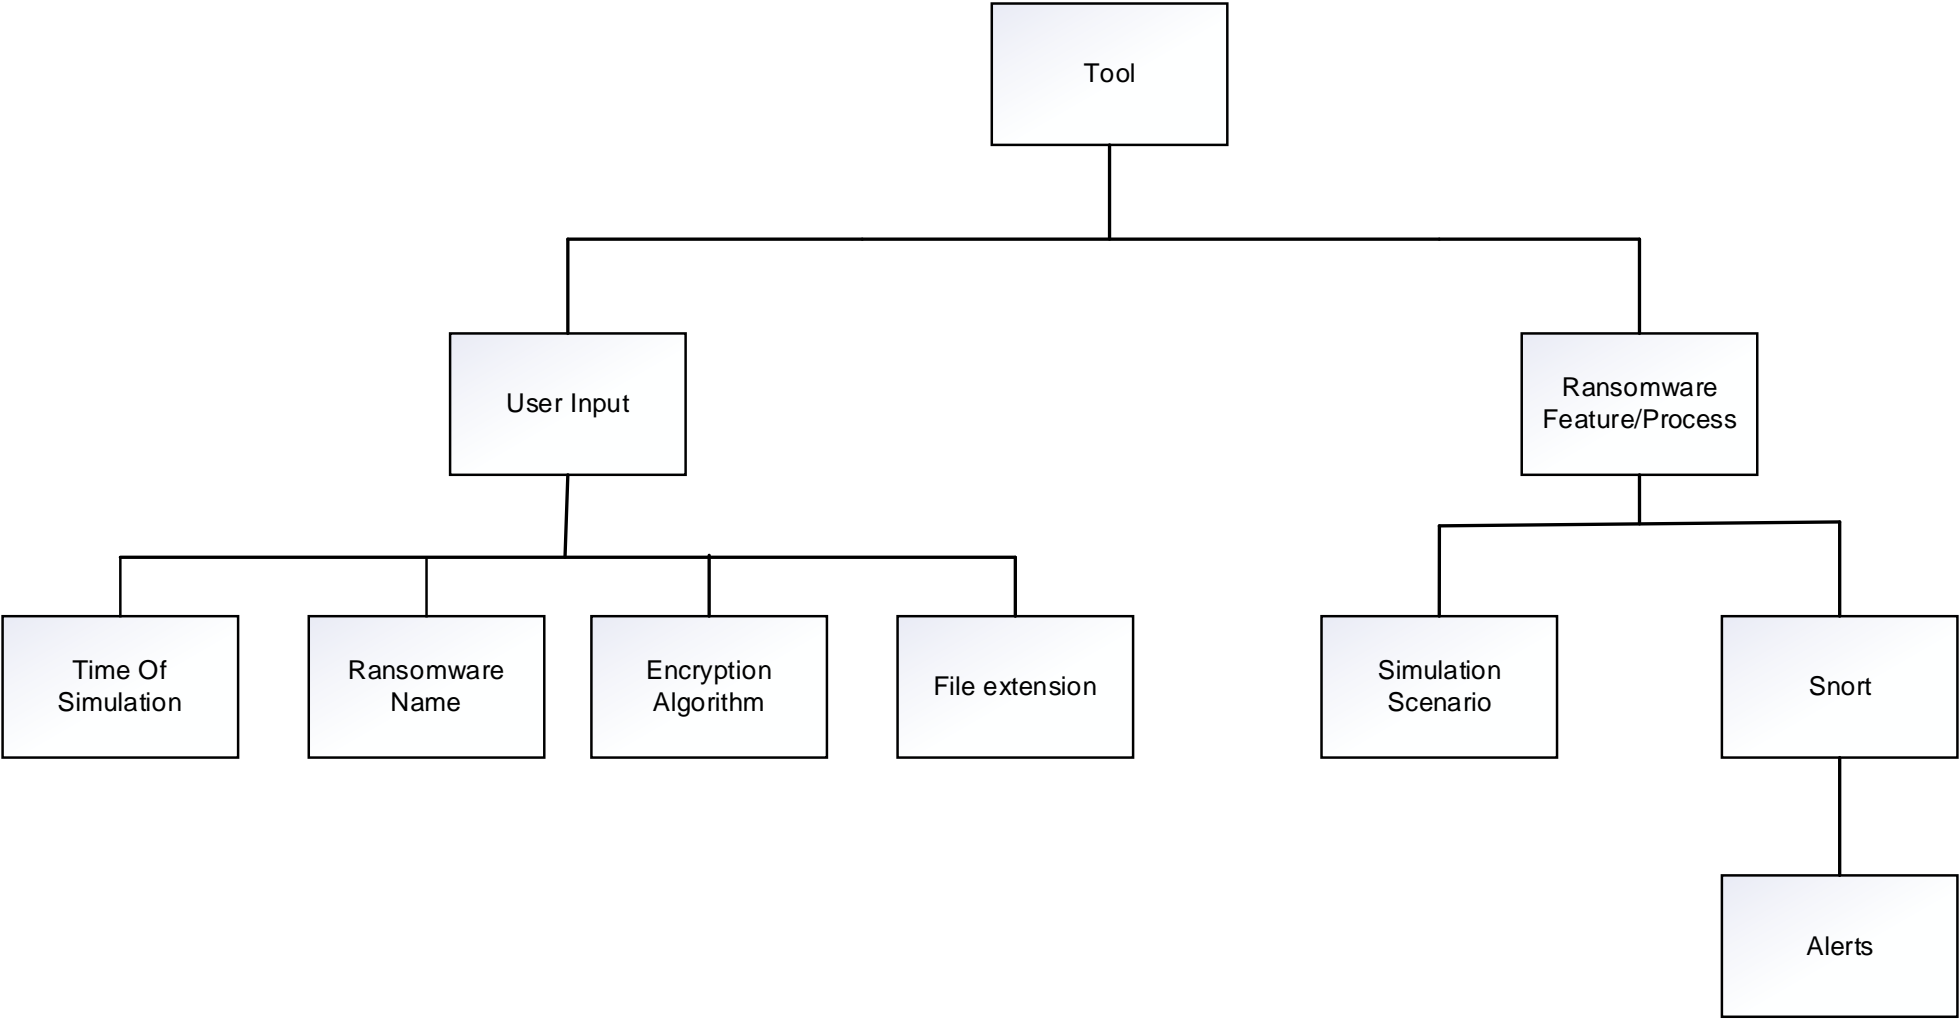 Tool
User Input
Ransomware
Feature/Process
Time Of
Simulation
Ransomware
Name
Encryption
Algorithm
File extension
Simulation
Scenario
Snort
Alerts